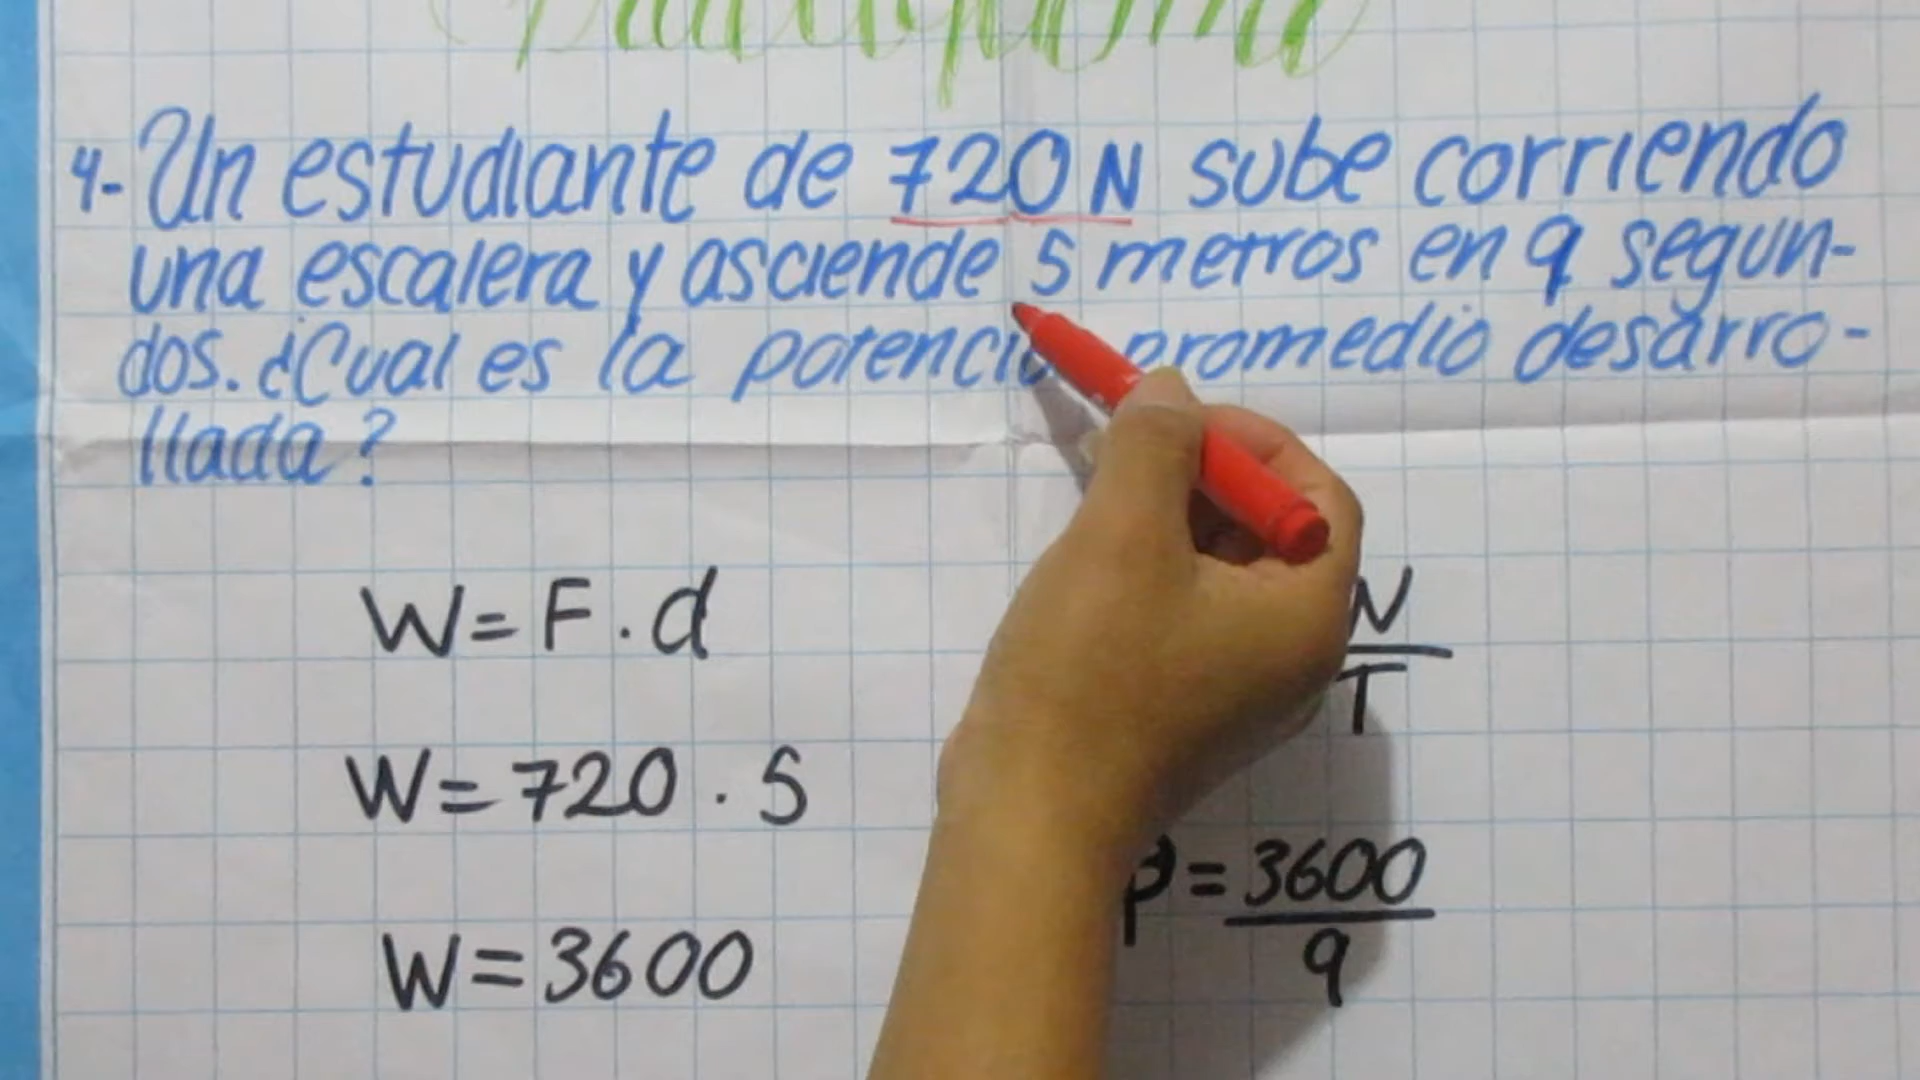 4- Un estudiante de 720 N sube corriendo
una escalera y asciende 5 metros en 9 segun-
dos. ¿Cual es la potencia promedio desarro-
llada?
W = F . d
W = 720 . 5
W = 3600
T
P = 3600
9